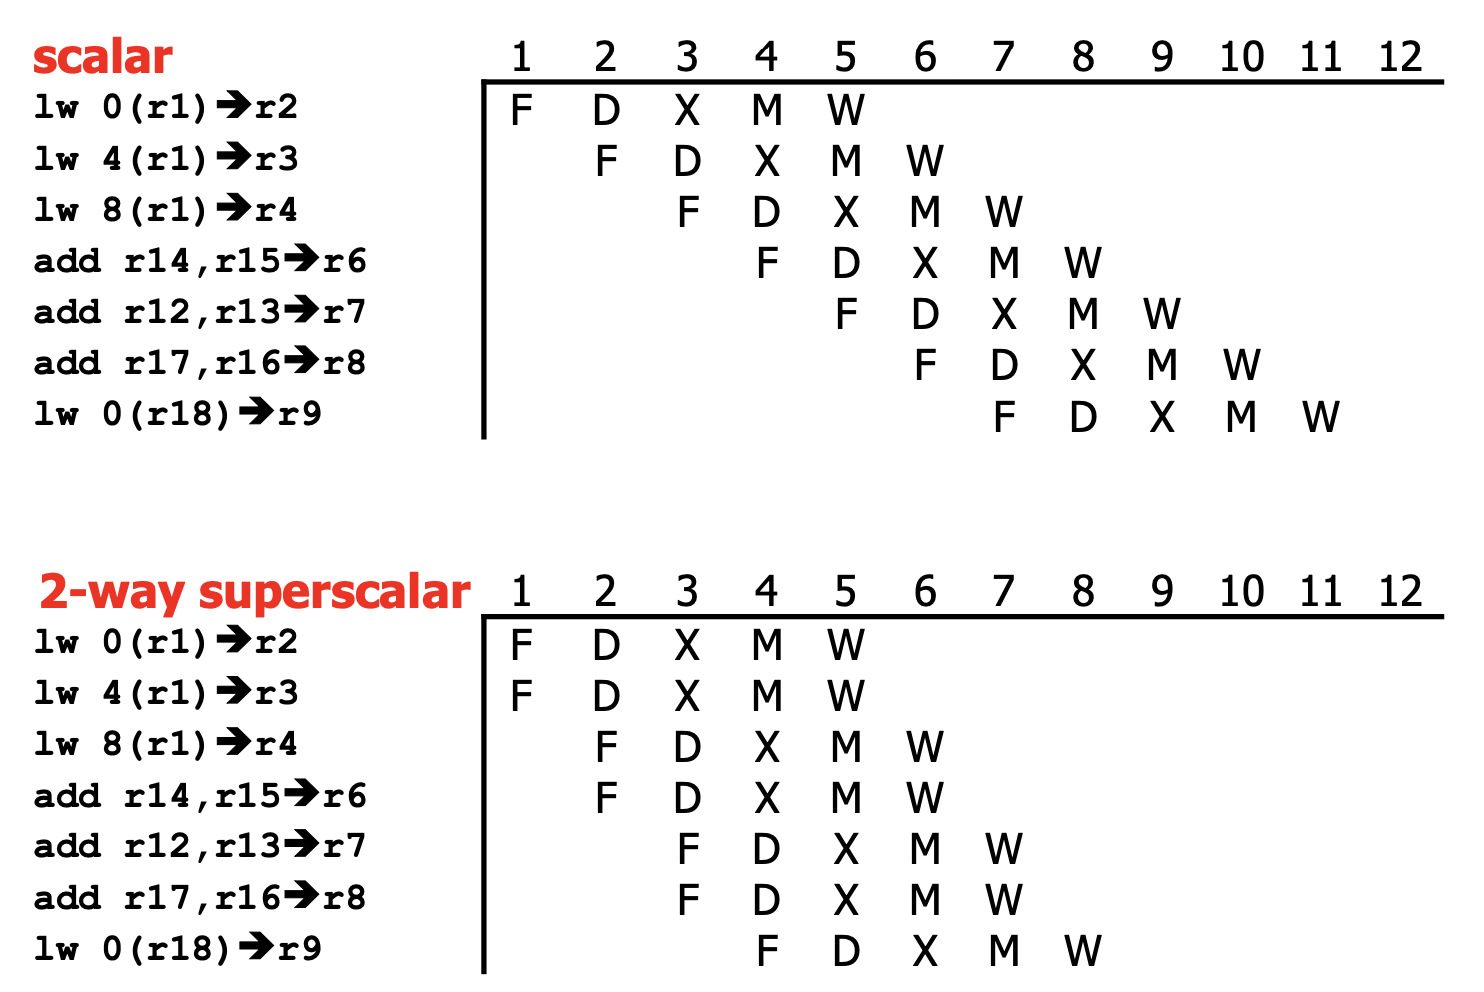 scalar 1 2 3 4 5 6 7 8 9 10 11 12
lw 0(r1)➔r2 F D X M W
lw 4(r1)➔r3 F D X M W
lw 8(r1)➔r4 F D X M W
add r14,r15➔r6 F D X M W
add r12,r13➔r7 F D X M W
add r17,r16➔r8 F D X M W
lw 0(r18)➔r9 F D X M W
2-way superscalar 1 2 3 4 5 6 7 8 9 10 11 12
lw 0(r1)➔r2 F D X M W
lw 4(r1)➔r3 F D X M W
lw 8(r1)➔r4 F D X M W
add r14,r15➔r6 F D X M W
add r12,r13➔r7 F D X M W
add r17,r16➔r8 F D X M W
lw 0(r18)➔r9 F D X M W